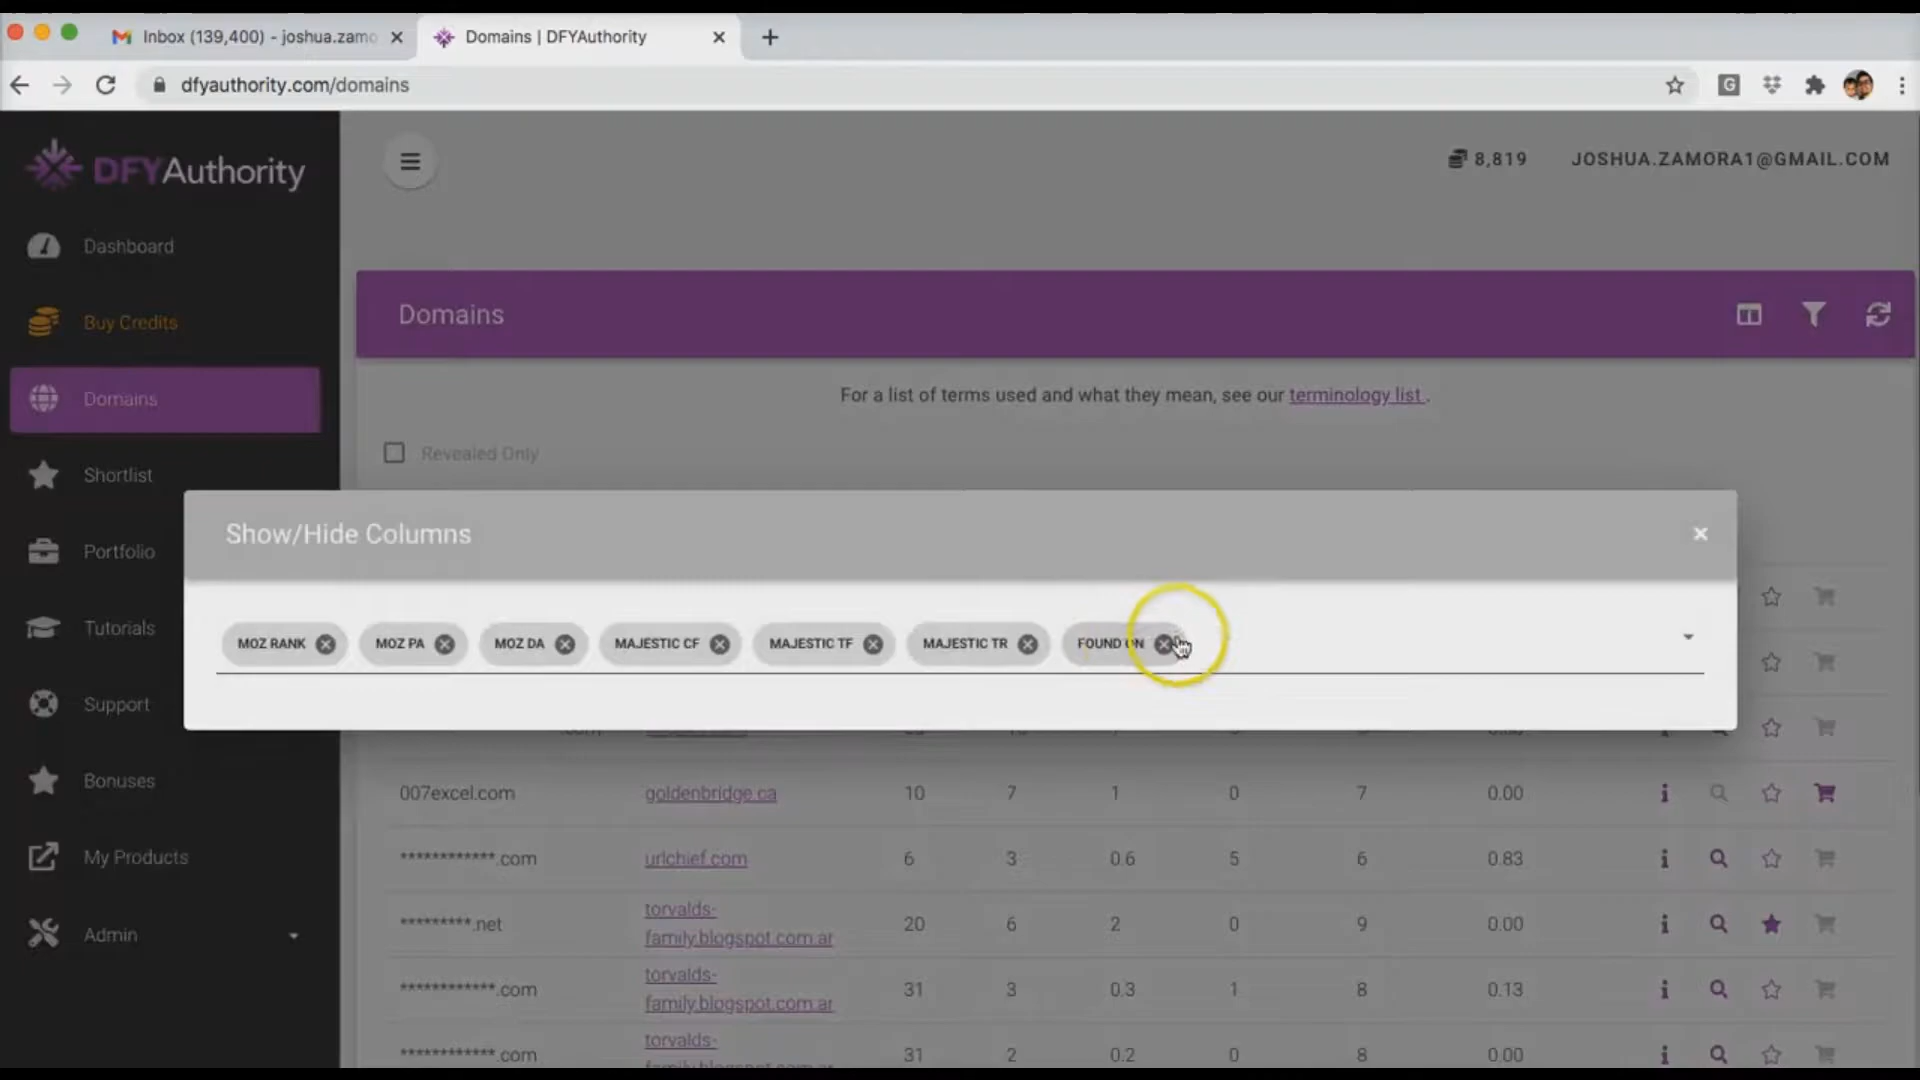 Inbox (139,400) - joshua.zamo
Domains | DFYAuthority
dfyauthority.com/domains
DFYAuthority
8,819
JOSHUA.ZAMORA1@GMAIL.COM
Dashboard
Buy Credits
Domains
Shortlist
Portfolio
Tutorials
Support
Bonuses
My Products
Admin
Domains
For a list of terms used and what they mean, see our terminology list .
Revealed Only
Show/Hide Columns
MOZ RANK
MOZ PA
MOZ DA
MAJESTIC CF
MAJESTIC TF
MAJESTIC TR
FOUND ON
007excel.com goldenbridge.ca 10 7 1 0 7 0.00
************.com urlchief.com 6 3 0.6 5 6 0.83
*********.net torvalds-
family.blogspot.com.ar 20 6 2 0 9 0.00
************.com torvalds-
family.blogspot.com.ar 31 3 0.3 1 8 0.13
************.com torvalds-
31 2 0.2 0 8 0.00